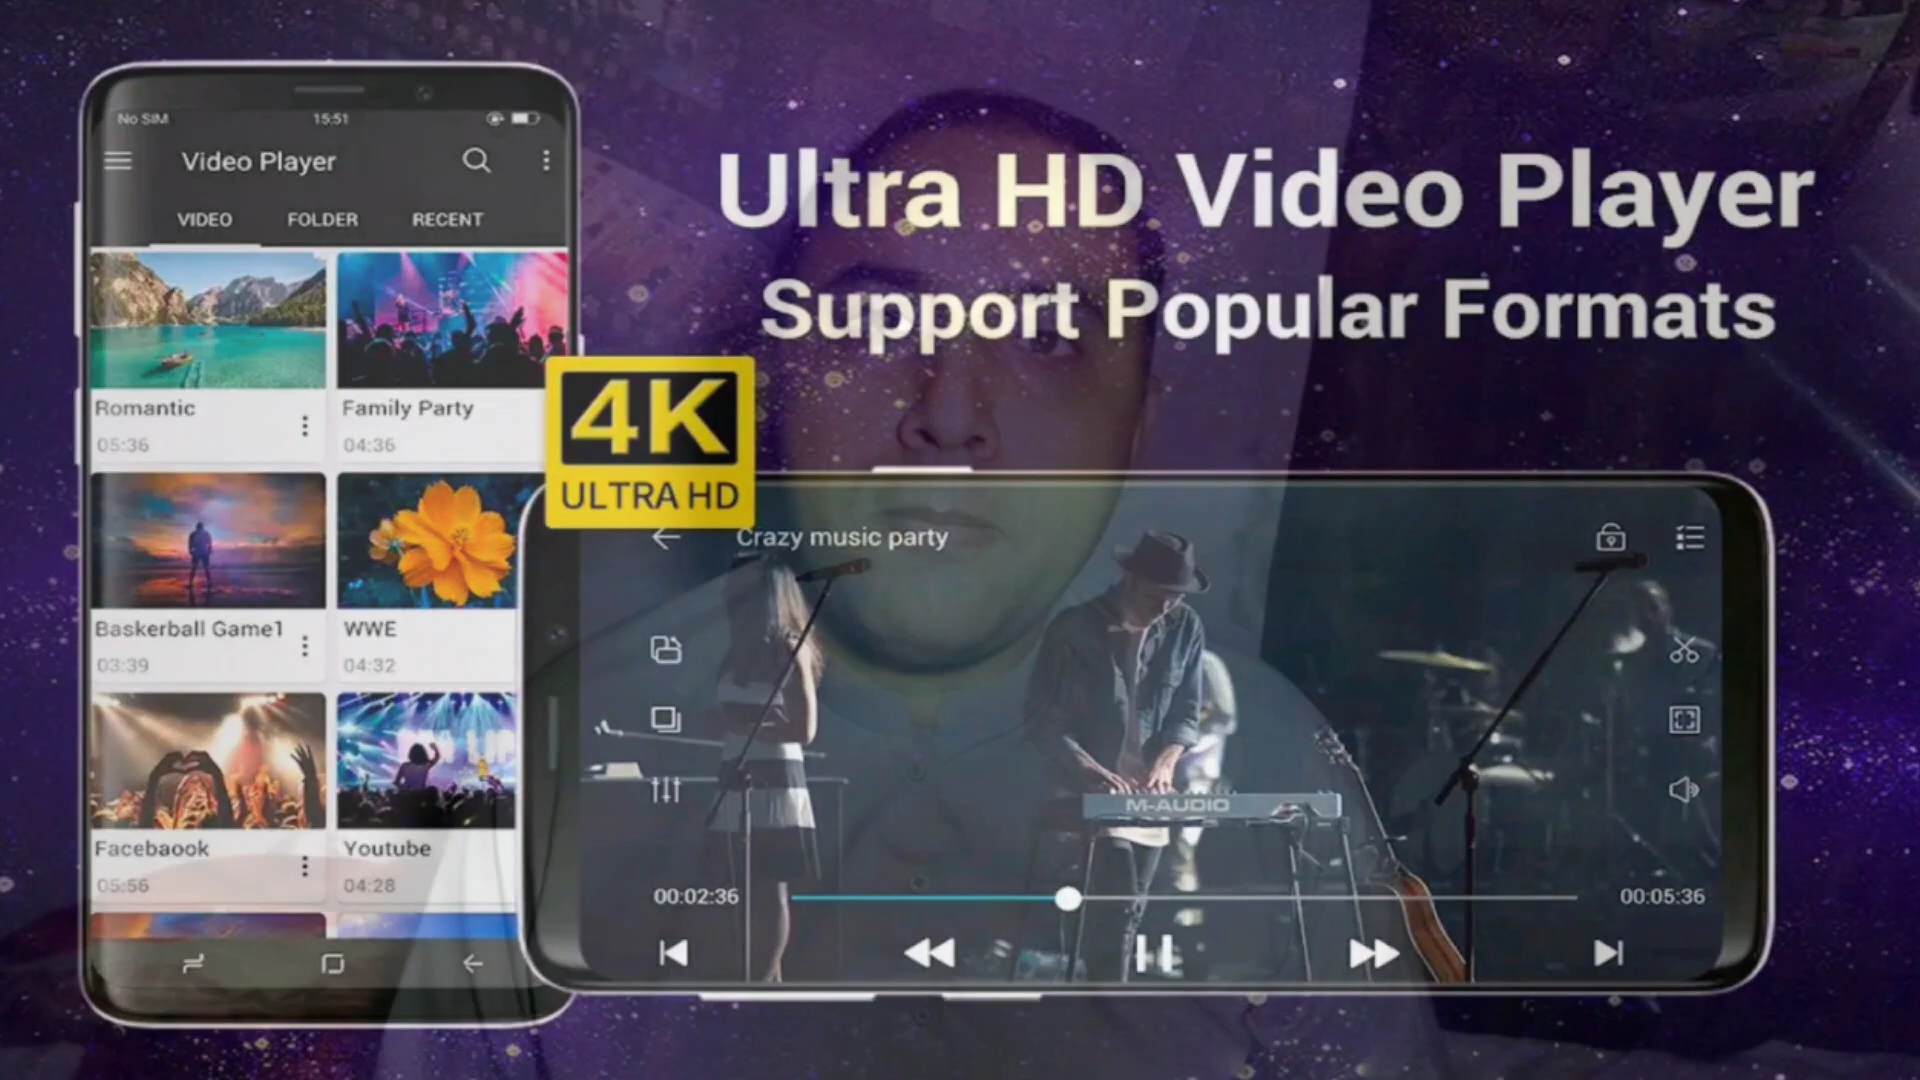 No SIM
15:51
Video Player
VIDEO
FOLDER
RECENT
Romantic
05:36
Family Party
04:36
Baskerball Game1
03:39
WWE
04:32
Facebaook
05:56
Youtube
04:28
Ultra HD Video Player
Support Popular Formats
4K
ULTRA HD
Crazy music party
M-AUDIO
00:02:36
00:05:36